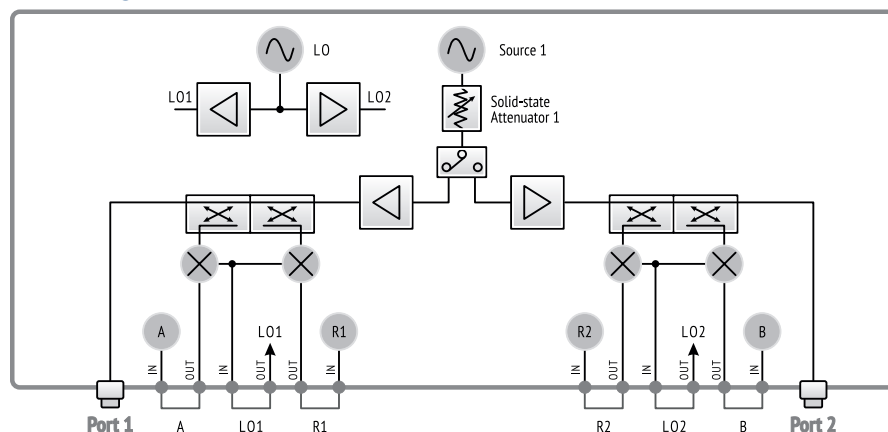 LO
Source 1
LO1
LO2
Solid-state
Attenuator 1
A
LO1
R1
R2
LO2
B
IN
OUT
IN
OUT
OUT
IN
IN
OUT
IN
OUT
OUT
IN
Port 1
A
LO1
R1
R2
LO2
B
Port 2